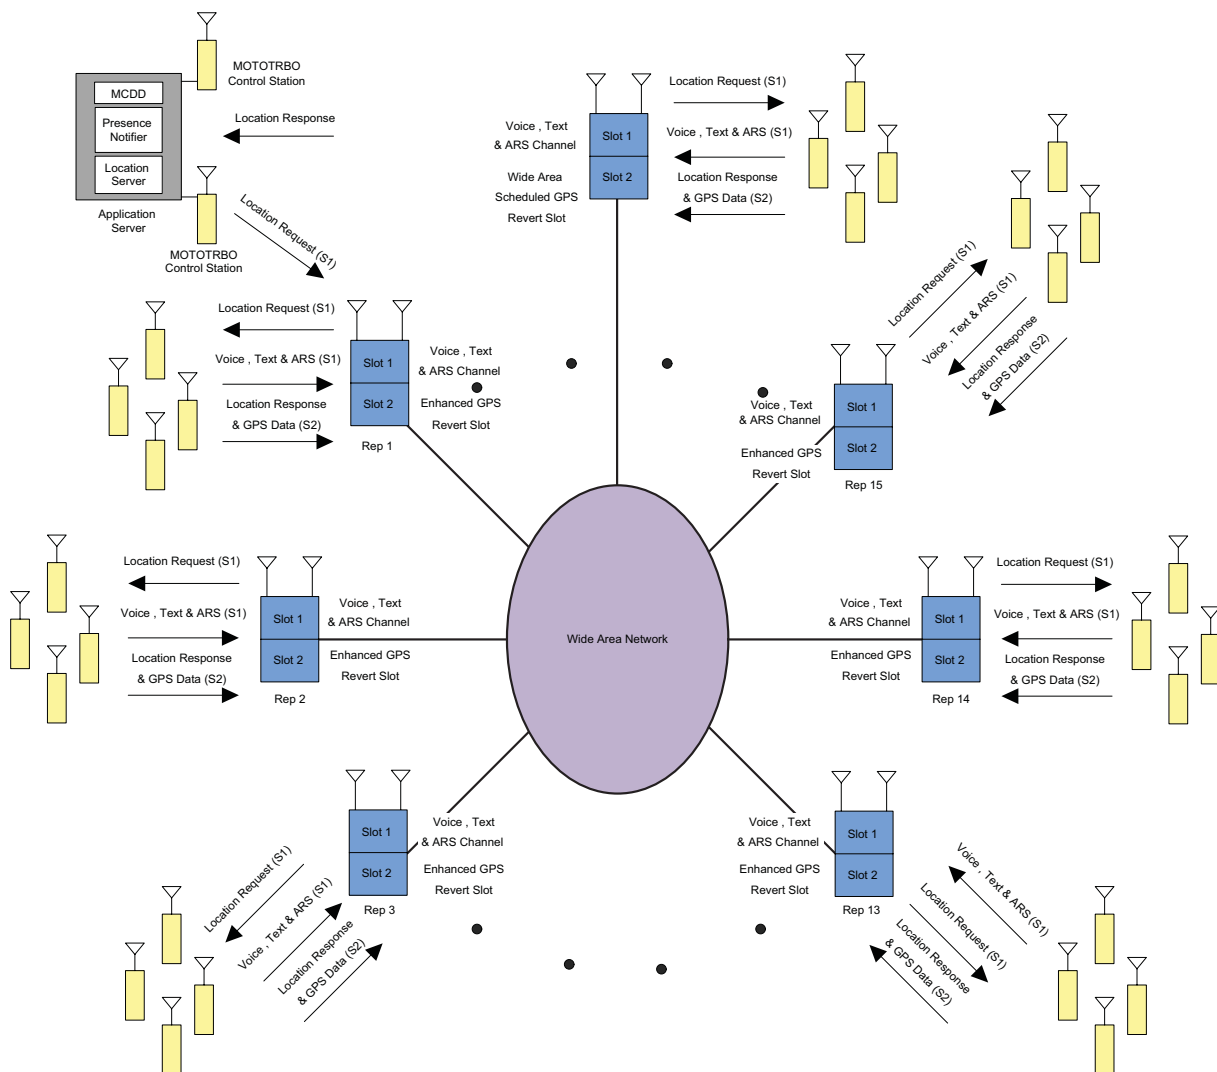 MOTOTRBO
Control Station
MCDD
Presence
Notifier
Location
Server
Application
Server
Location Response
MOTOTRBO
Control Station
Location Request (S1)
Voice , Text
& ARS Channel
Wide Area
Scheduled GPS
Revert Slot
Slot 1
Slot 2
Location Request (S1)
Voice , Text & ARS (S1)
Location Response
& GPS Data (S2)
Location Request (S1)
Voice , Text & ARS (S1)
Location Response
& GPS Data (S2)
Slot 1
Slot 2
Rep 1
Voice , Text
& ARS Channel
Enhanced GPS
Revert Slot
Voice , Text
& ARS Channel
Enhanced GPS
Revert Slot
Slot 1
Slot 2
Rep 15
Location Request (S1)
Voice , Text & ARS (S1)
Location Response
& GPS Data (S2)
Location Request (S1)
Voice , Text & ARS (S1)
Location Response
& GPS Data (S2)
Slot 1
Slot 2
Rep 2
Voice , Text
& ARS Channel
Enhanced GPS
Revert Slot
Wide Area Network
Voice , Text
& ARS Channel
Enhanced GPS
Revert Slot
Slot 1
Slot 2
Rep 14
Location Request (S1)
Voice , Text & ARS (S1)
Location Response
& GPS Data (S2)
Location Request (S1)
Voice , Text & ARS (S1)
Location Response
& GPS Data (S2)
Slot 1
Slot 2
Rep 3
Voice , Text
& ARS Channel
Enhanced GPS
Revert Slot
Voice , Text
& ARS Channel
Enhanced GPS
Revert Slot
Slot 1
Slot 2
Rep 13
Voice , Text & ARS (S1)
Location Request (S1)
Location Response
& GPS Data (S2)